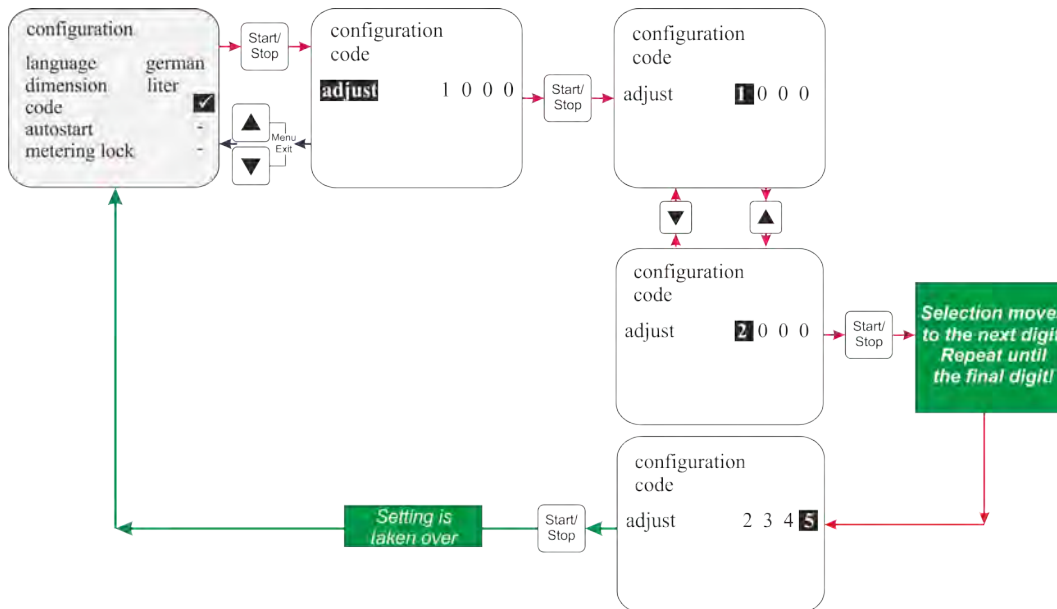 configuration
language german
dimension liter
code ✓
autostart -
metering lock -
Start/
Stop
Menu
Exit
configuration
code
adjust 1 0 0 0
Start/
Stop
configuration
code
adjust 1 0 0 0
configuration
code
adjust 2 0 0 0
Start/
Stop
Selection move
to the next digit
Repeat until
the final digit!
configuration
code
adjust 2 3 4 5
Start/
Stop
Setting is
taken over